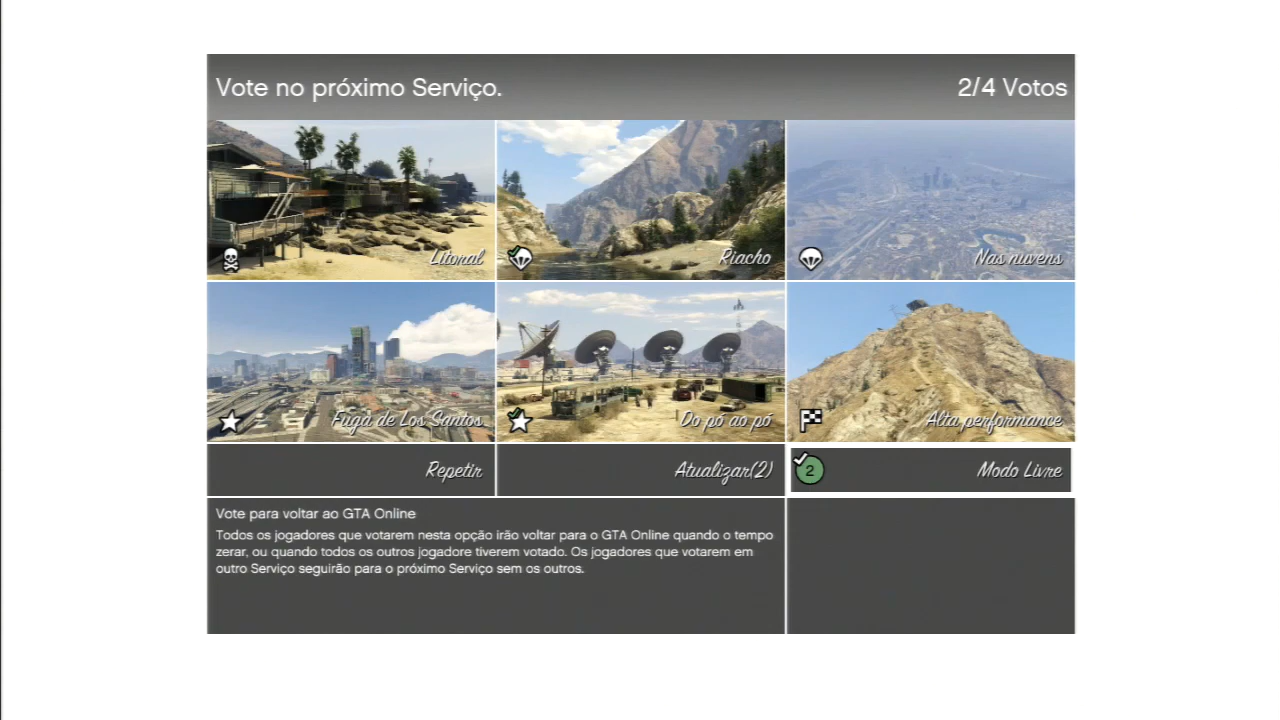 Vote no próximo Serviço.
2/4 Votos
Litoral
Riacho
Nas nuvens
Fuga de Los Santos
Do pó ao pó
Alta performance
Repetir
Atualizar(2)
2
Modo Livre
Vote para voltar ao GTA Online
Todos os jogadores que votarem nesta opção irão voltar para o GTA Online quando o tempo
zerar, ou quando todos os outros jogadore tiverem votado. Os jogadores que votarem em
outro Serviço seguirão para o próximo Serviço sem os outros.